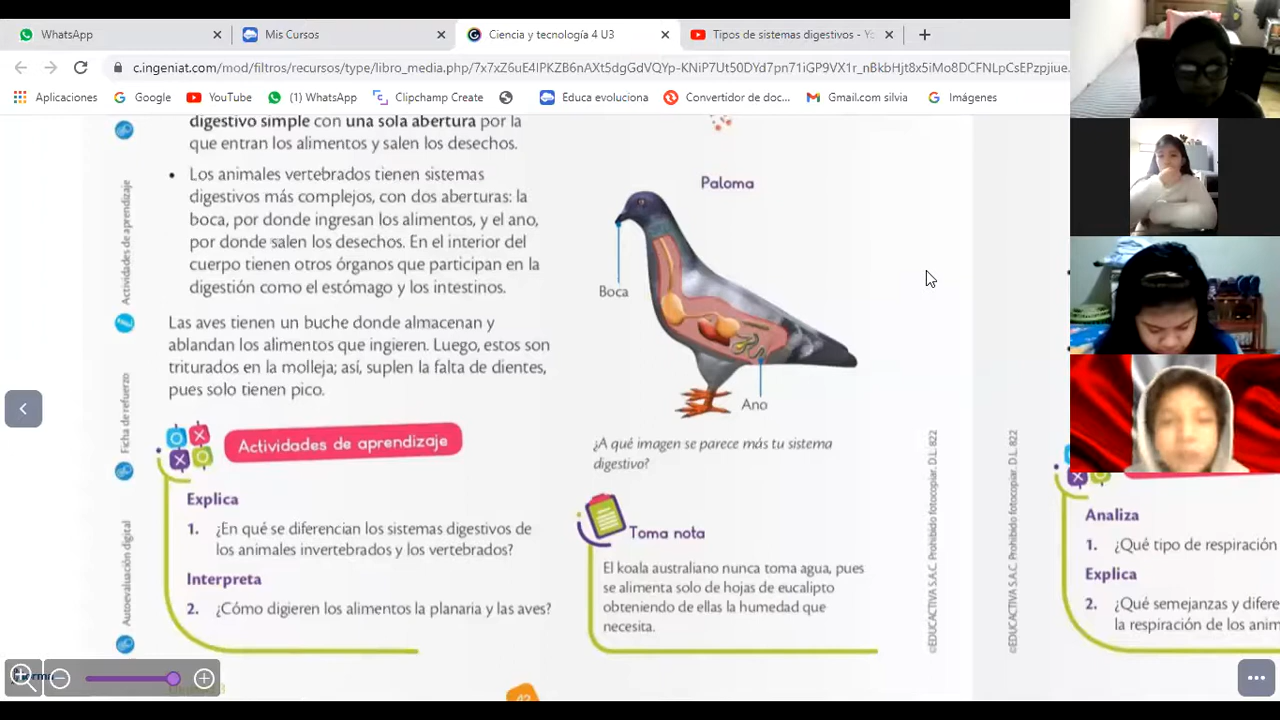 WhatsApp
Mis Cursos
Ciencia y tecnología 4 U3
Tipos de sistemas digestivos - Yo
c.ingeniat.com/mod/filtros/recursos/type/libro_media.php/7x7xZ6uE4IPKZB6nAXt5dgGdVQYp-KNiP7Ut50DYd7pn71iGP9VX1r_nBkbHjt8x5iMo8DCFNLpCsEPzpjiue.
Aplicaciones
Google
YouTube
(1) WhatsApp
Clipchamp Create
Educa evoluciona
Convertidor de doc...
Gmail.com silvia
Imágenes
digestivo simple con una sola abertura por la
que entran los alimentos y salen los desechos.
• Los animales vertebrados tienen sistemas
digestivos más complejos, con dos aberturas: la
boca, por donde ingresan los alimentos, y el ano,
por donde salen los desechos. En el interior del
cuerpo tienen otros órganos que participan en la
digestión como el estómago y los intestinos.
Las aves tienen un buche donde almacenan y
ablandan los alimentos que ingieren. Luego, estos son
triturados en la molleja; así, suplen la falta de dientes,
pues solo tienen pico.
Actividades de aprendizaje
Explica
1. ¿En qué se diferencian los sistemas digestivos de
los animales invertebrados y los vertebrados?
Interpreta
2. ¿Cómo digieren los alimentos la planaria y las aves?
Actividades de aprendizaje
Ficha de refuerzo
Autoevaluación digital
Paloma
Boca
Ano
¿A qué imagen se parece más tu sistema
digestivo?
Toma nota
El koala australiano nunca toma agua, pues
se alimenta solo de hojas de eucalipto
obteniendo de ellas la humedad que
necesita.
©EDUCACTIVA S.A.C. Prohibido fotocopiar. D.L. 822
©EDUCACTIVA S.A.C. Prohibido fotocopiar. D.L. 822
Analiza
1. ¿Qué tipo de respiración
Explica
2. ¿Qué semejanzas y difere
la respiración de los anim